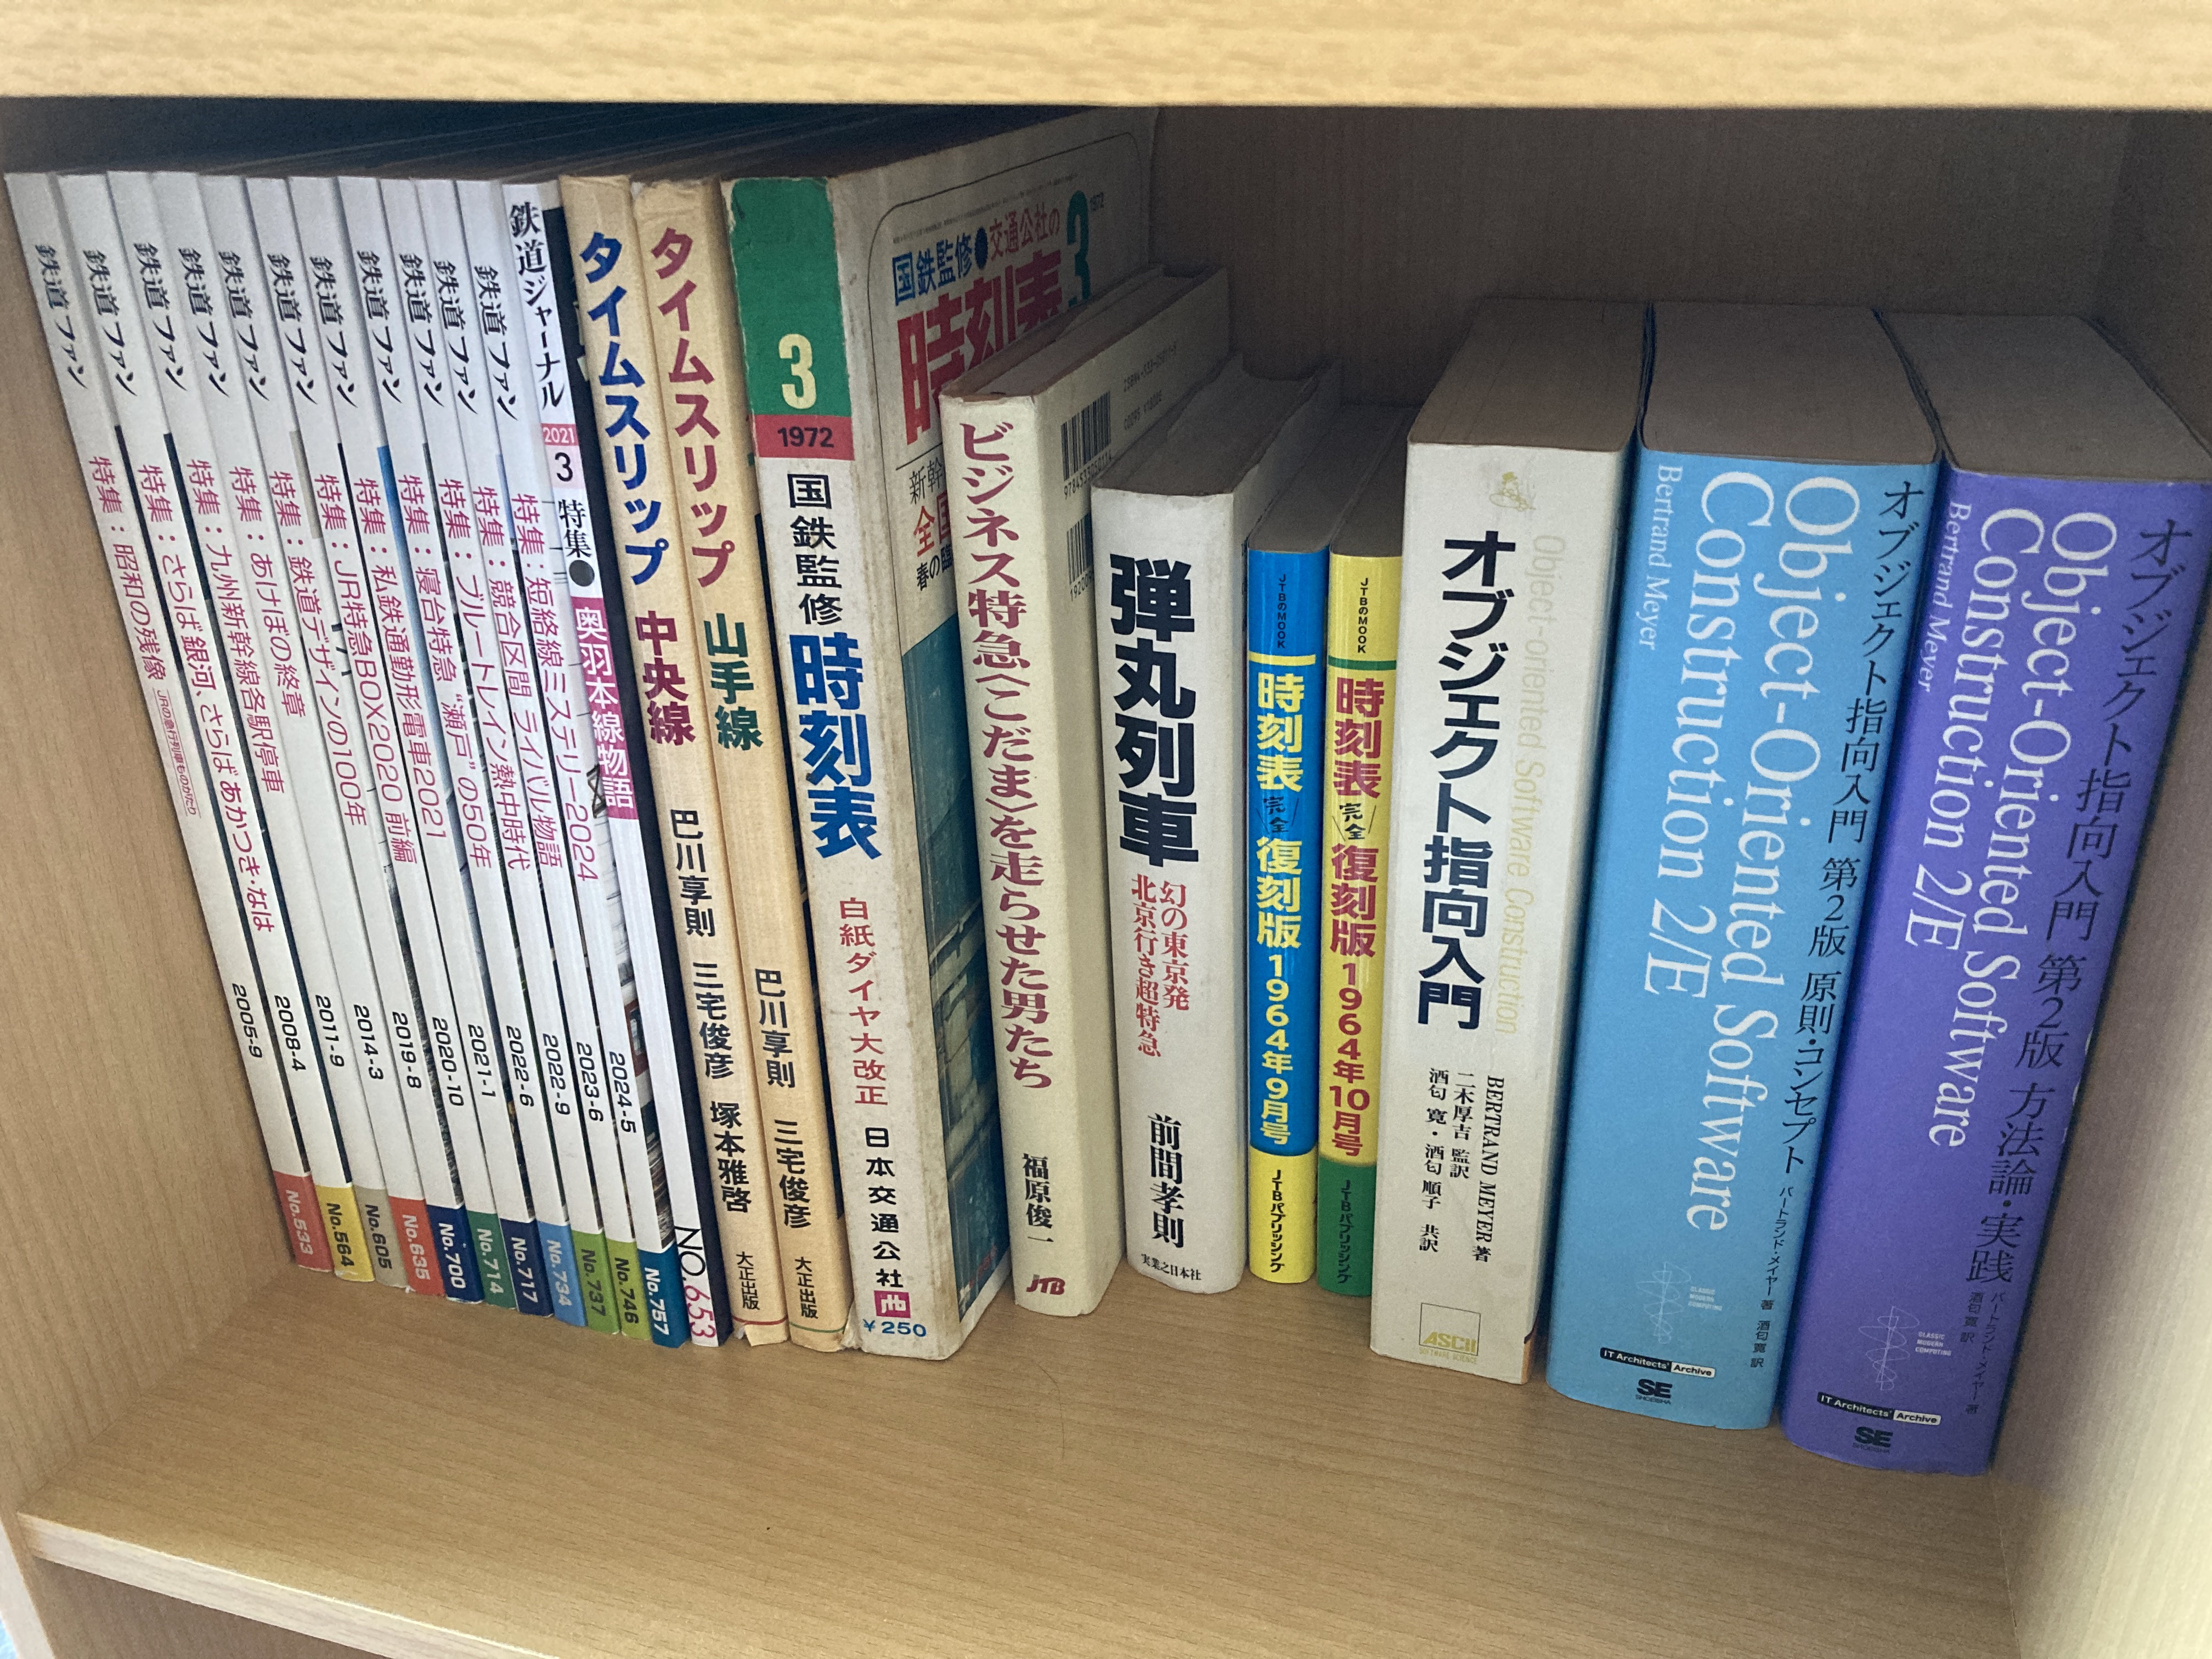 鉄道ファン 特集：昭和の残像 JRの急行列車ものがたり 2005-9 No.533
鉄道ファン 特集：さらば銀河、さらばあかつき・なは 2008-4 No.564
鉄道ファン 特集：九州新幹線各駅停車 2011-9 No.605
鉄道ファン 特集：あけぼの終章 2014-3 No.635
鉄道ファン 特集：鉄道デザインの100年 2019-8 No.700
鉄道ファン 特集：JR特急BOX2020 前編 2020-10 No.714
鉄道ファン 特集：私鉄通勤形電車2021 2021-1 No.717
鉄道ファン 特集：寝台特急“瀬戸”の50年 2022-6 No.734
鉄道ファン 特集：ブルートレイン熱中時代 2022-9 No.737
鉄道ファン 特集：競合区間 ライバル物語 2023-6 No.746
鉄道ファン 特集：短絡線ミステリー2024 2024-5 No.757
鉄道ジャーナル 2021 3 特集●奥羽本線物語 NO.653
タイムスリップ 中央線 巴川享則 三宅俊彦 塚本雅啓 大正出版
タイムスリップ 山手線 巴川享則 三宅俊彦 大正出版
3 1972 国鉄監修 時刻表 白紙ダイヤ大改正 日本交通公社 ¥250
国鉄監修●交通公社の
時刻表 3 1972
新幹
全国
春の臨
ビジネス特急〈こだま〉を走らせた男たち 福原俊一 JTB
弾丸列車 幻の東京発
北京行き超特急 前間孝則 実業之日本社
JTBのMOOK 時刻表 完全 復刻版 1964年9月号 JTBパブリッシング
JTBのMOOK 時刻表 完全 復刻版 1964年10月号 JTBパブリッシング
Object-oriented Software Construction
オブジェクト指向入門
BERTRAND MEYER 著
二木厚吉 監訳
酒匂 寛・酒匂 順子 共訳
ASCII
SOFTWARE SCIENCE
オブジェクト指向入門 第2版 原則・コンセプト バートランド・メイヤー 著 酒匂 寛 訳
Object-Oriented Software
Construction 2/E
Bertrand Meyer
CLASSIC
MODERN
COMPUTING
IT Architects' Archive
SE
SHOEISHA
オブジェクト指向入門 第2版 方法論・実践 バートランド・メイヤー 著 酒匂 寛 訳
Object-Oriented Software
Construction 2/E
Bertrand Meyer
CLASSIC
MODERN
COMPUTING
IT Architects' Archive
SE
SHOEISHA